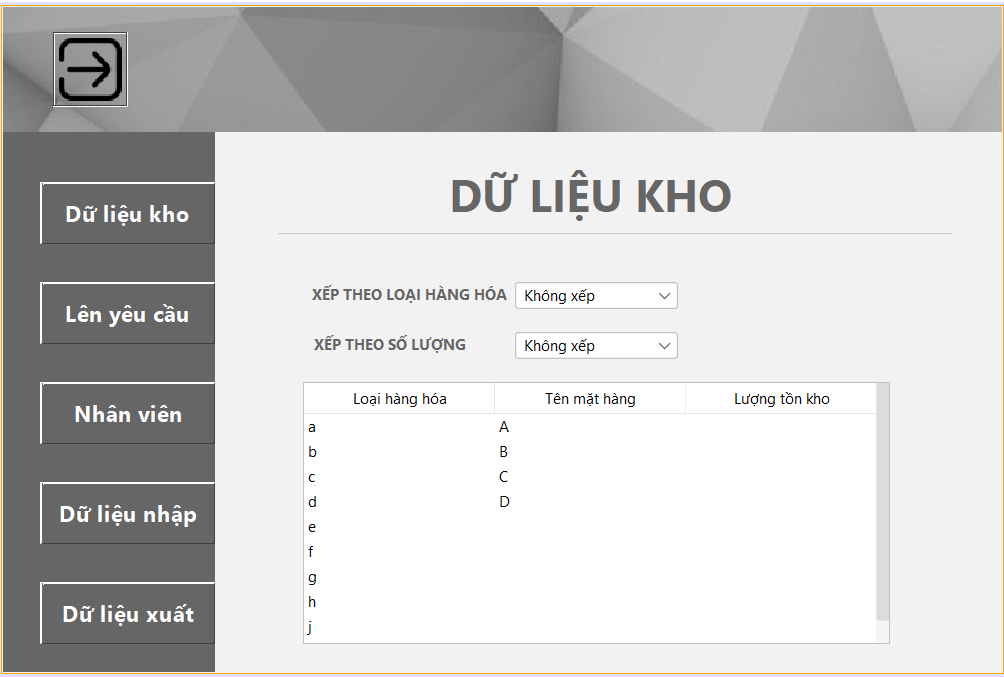 Dữ liệu kho
Lên yêu cầu
Nhân viên
Dữ liệu nhập
Dữ liệu xuất
DỮ LIỆU KHO
XẾP THEO LOẠI HÀNG HÓA Không xếp
XẾP THEO SỐ LƯỢNG Không xếp
Loại hàng hóa Tên mặt hàng Lượng tồn kho
a A
b B
c C
d D
e
f
g
h
j